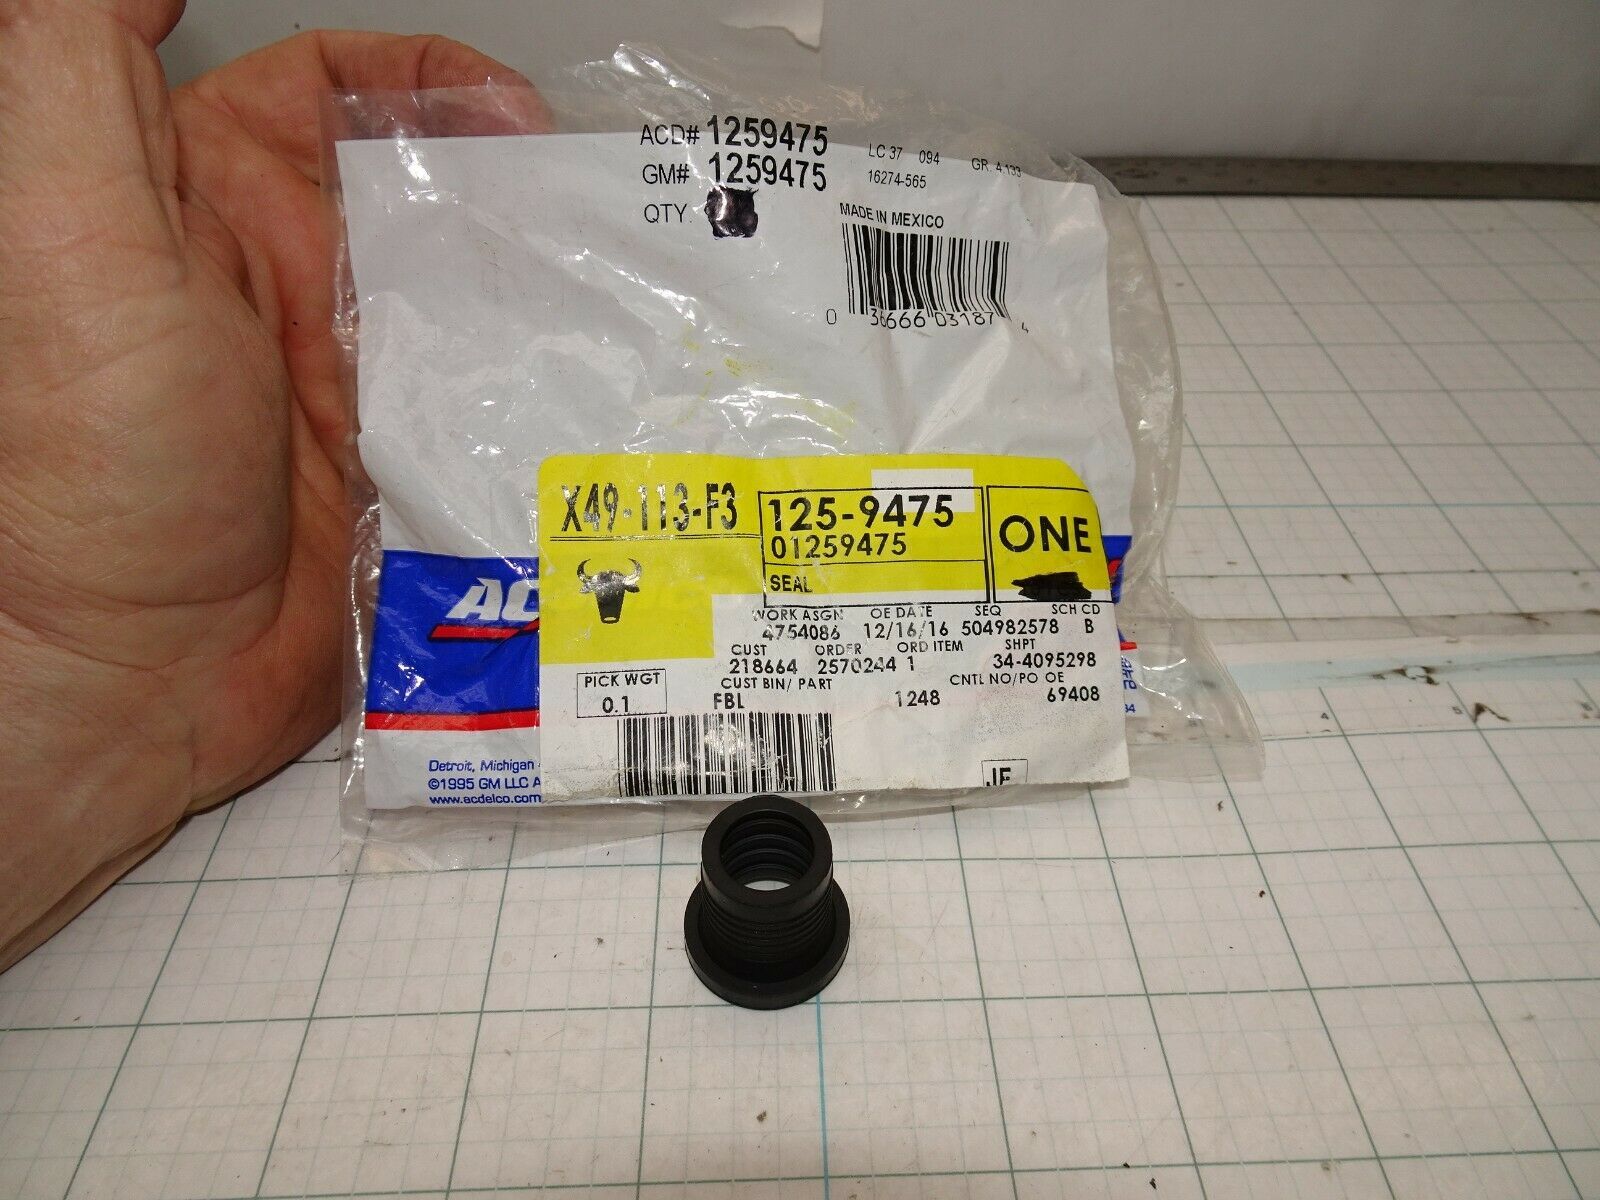 ACD# 1259475
GM# 1259475
QTY.
LC 37 094 GR. 4.133
16274-565
MADE IN MEXICO
0 36666 03187 4
X49-113-F3
125-9475
01259475
SEAL
ONE
WORK ASGN OE DATE SEQ SCH CD
4754086 12/16/16 504982578 B
CUST ORDER ORD ITEM SHPT
218664 2570244 1 34-4095298
CUST BIN/ PART CNTL NO/PO OE
FBL 1248 69408
PICK WGT
0.1
AC
Detroit, Michigan
©1995 GM LLC
www.acdelco.com